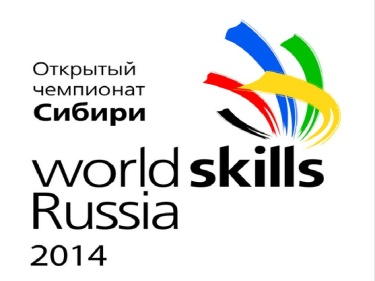 Открытый
чемпионат
Сибири
world skills
Russia
2014